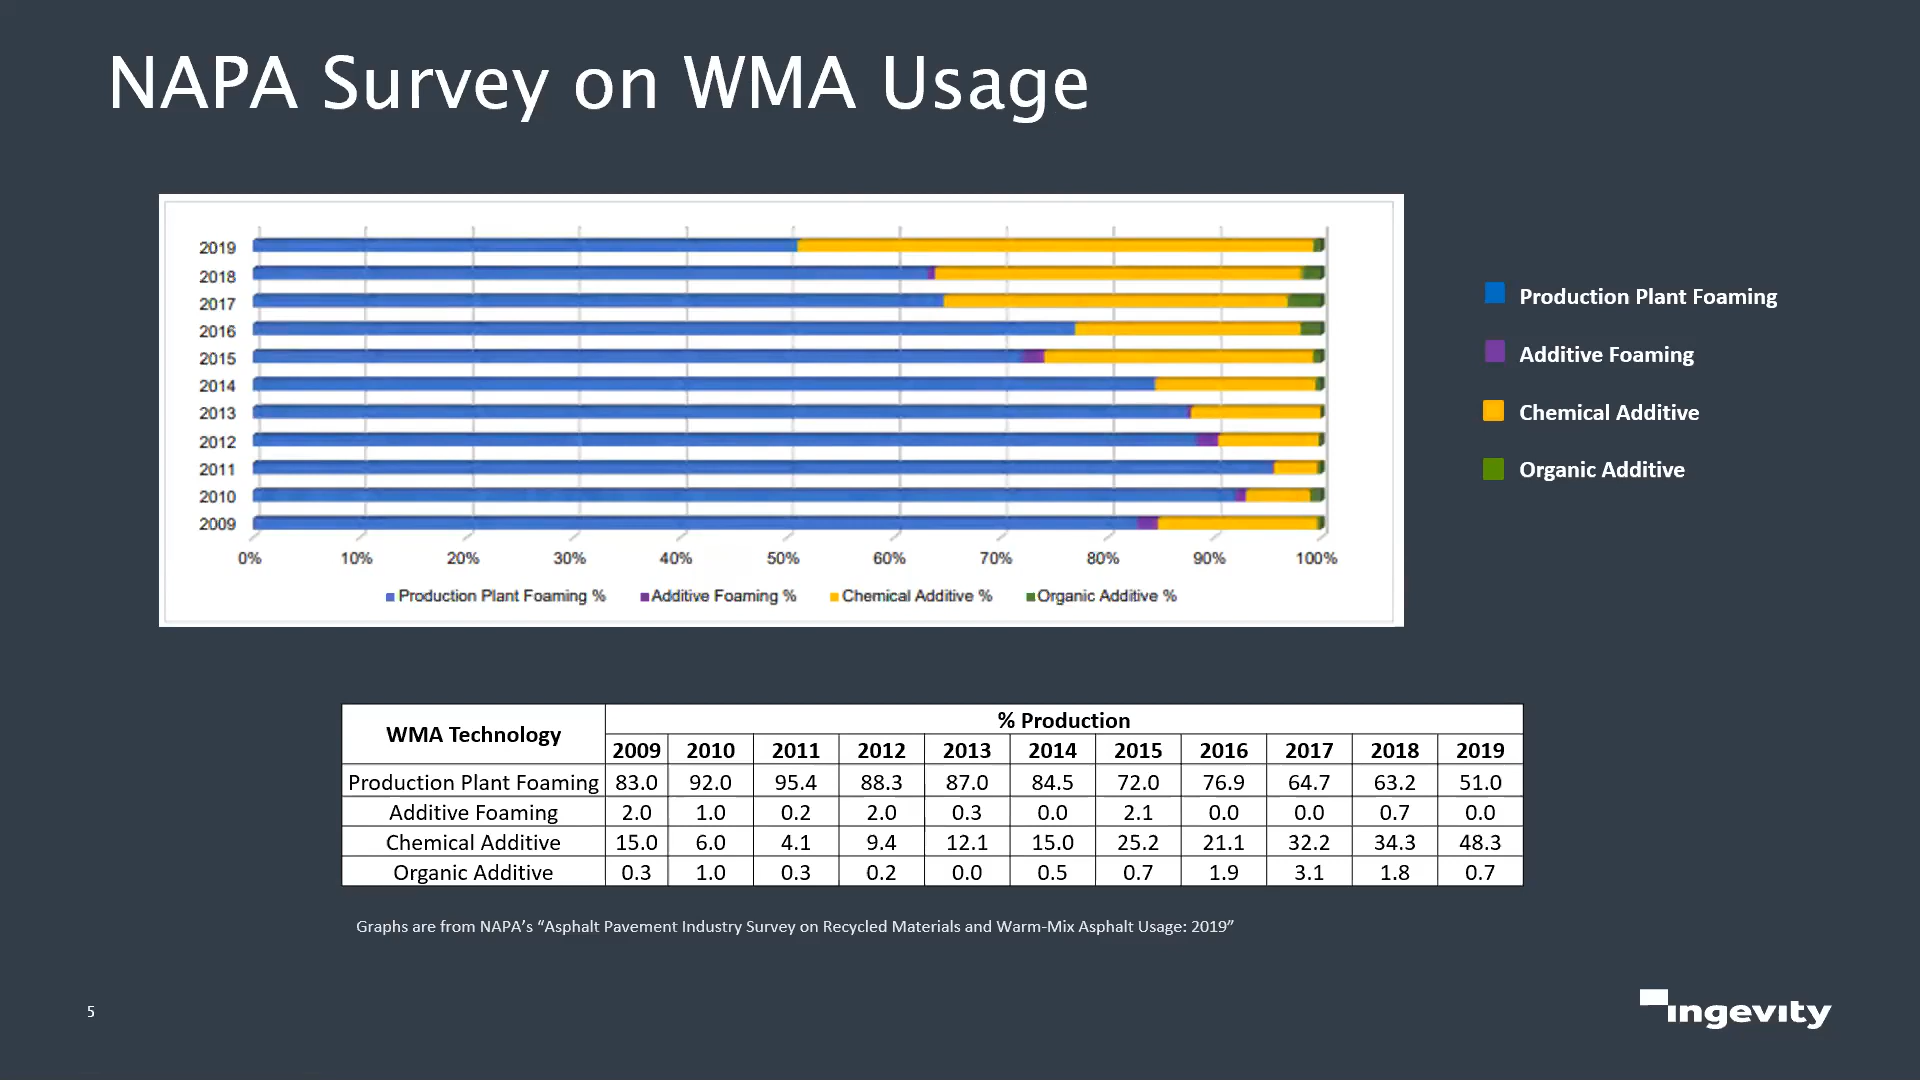 NAPA Survey on WMA Usage
2019
2018
2017
2016
2015
2014
2013
2012
2011
2010
2009
0% 10% 20% 30% 40% 50% 60% 70% 80% 90% 100%
Production Plant Foaming % Additive Foaming % Chemical Additive % Organic Additive %
Production Plant Foaming
Additive Foaming
Chemical Additive
Organic Additive
WMA Technology % Production
2009 2010 2011 2012 2013 2014 2015 2016 2017 2018 2019
Production Plant Foaming 83.0 92.0 95.4 88.3 87.0 84.5 72.0 76.9 64.7 63.2 51.0
Additive Foaming 2.0 1.0 0.2 2.0 0.3 0.0 2.1 0.0 0.0 0.7 0.0
Chemical Additive 15.0 6.0 4.1 9.4 12.1 15.0 25.2 21.1 32.2 34.3 48.3
Organic Additive 0.3 1.0 0.3 0.2 0.0 0.5 0.7 1.9 3.1 1.8 0.7
Graphs are from NAPA’s “Asphalt Pavement Industry Survey on Recycled Materials and Warm-Mix Asphalt Usage: 2019”
5
ingevity